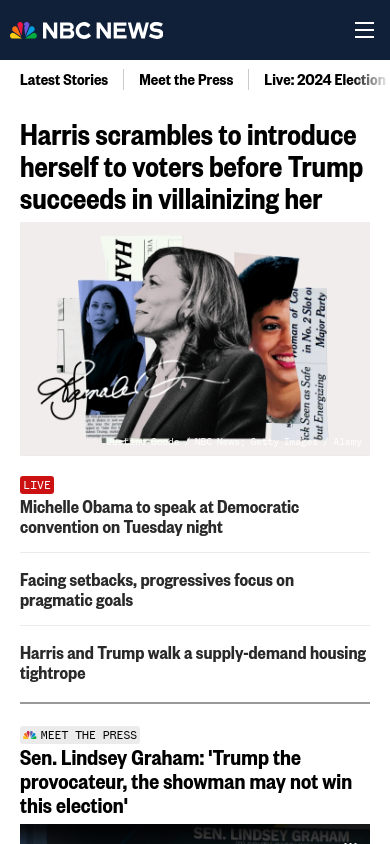 NBC NEWS
Latest Stories
Meet the Press
Live: 2024 Election
Harris scrambles to introduce
herself to voters before Trump
succeeds in villainizing her
HAR
in No. 2 Slot o
Major Party
ick Seen as Safe
but Energizing
NBC News; Getty Images / Alamy
LIVE
Michelle Obama to speak at Democratic
convention on Tuesday night
Facing setbacks, progressives focus on
pragmatic goals
Harris and Trump walk a supply-demand housing
tightrope
MEET THE PRESS
Sen. Lindsey Graham: 'Trump the
provocateur, the showman may not win
this election'
SEN. LINDSEY GRAHAM